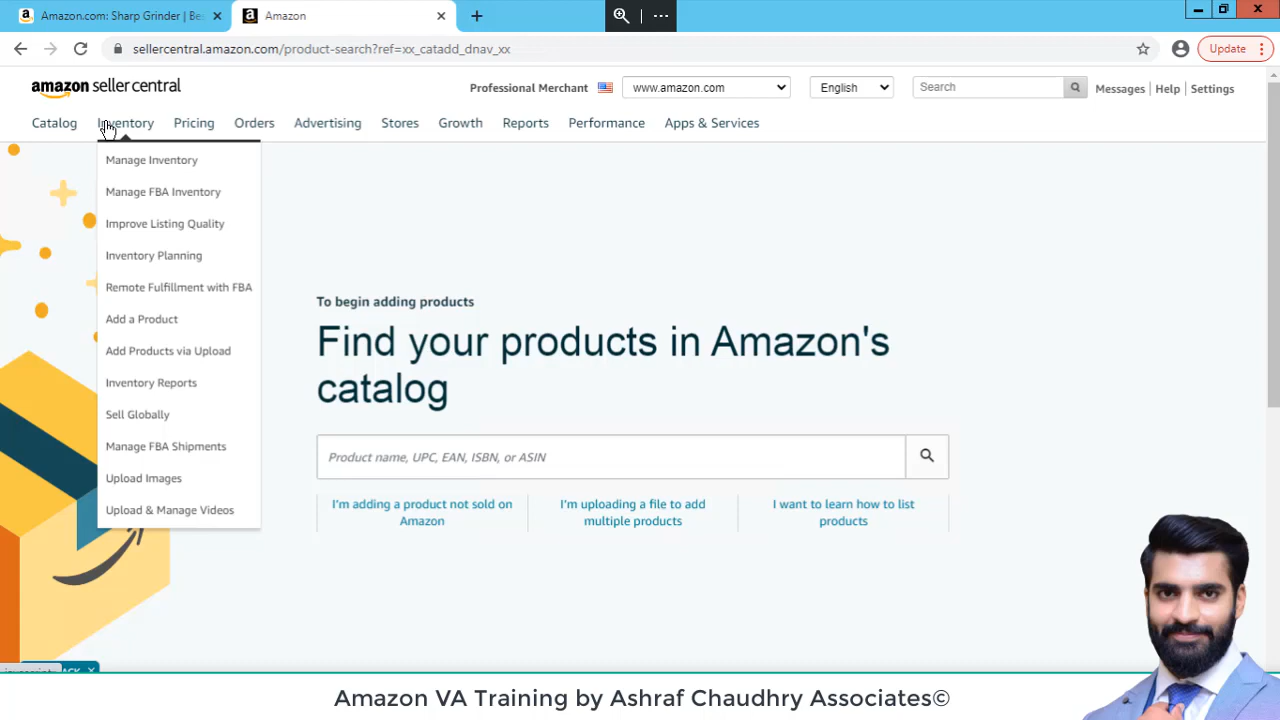 Amazon.com: Sharp Grinder | Be
Amazon
sellercentral.amazon.com/product-search?ref=xx_catadd_dnav_xx
Update
amazon seller central
Professional Merchant
www.amazon.com
English
Search
Messages | Help | Settings
Catalog Inventory Pricing Orders Advertising Stores Growth Reports Performance Apps & Services
Manage Inventory
Manage FBA Inventory
Improve Listing Quality
Inventory Planning
Remote Fulfillment with FBA
Add a Product
Add Products via Upload
Inventory Reports
Sell Globally
Manage FBA Shipments
Upload Images
Upload & Manage Videos
To begin adding products
Find your products in Amazon's
catalog
Product name, UPC, EAN, ISBN, or ASIN
I'm adding a product not sold on
Amazon
I'm uploading a file to add
multiple products
I want to learn how to list
products
Amazon VA Training by Ashraf Chaudhry Associates©